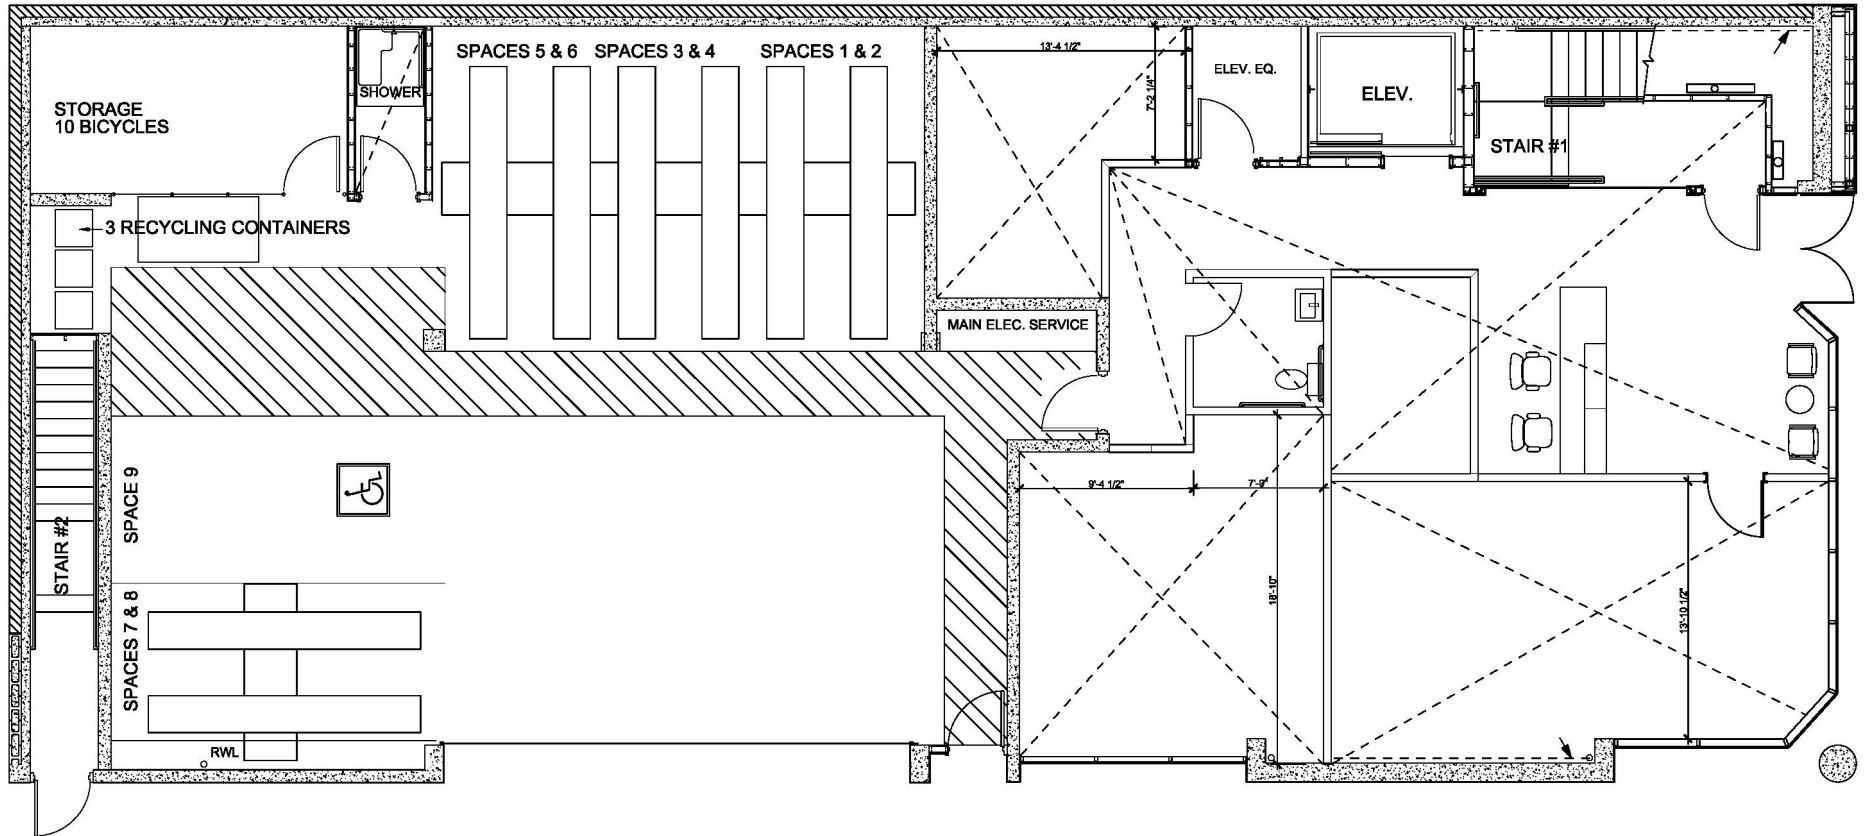 SPACES 5 & 6
SPACES 3 & 4
SPACES 1 & 2
13'-4 1/2"
7'-2 1/4"
ELEV. EQ.
ELEV.
SHOWER
STORAGE
10 BICYCLES
STAIR #1
3 RECYCLING CONTAINERS
MAIN ELEC. SERVICE
SPACE 9
STAIR #2
SPACES 7 & 8
RWL
9'-4 1/2"
7'-9"
18'-10"
13'-10 1/2"